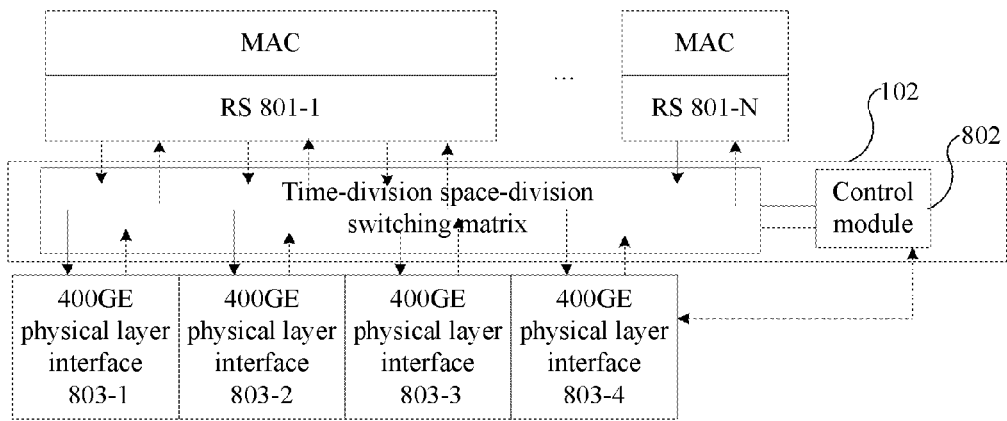 MAC
RS 801-1
...
MAC
RS 801-N
102
802
Time-division space-division
switching matrix
Control
module
400GE
physical layer
interface
803-1
400GE
physical layer
interface
803-2
400GE
physical layer
interface
803-3
400GE
physical layer
interface
803-4